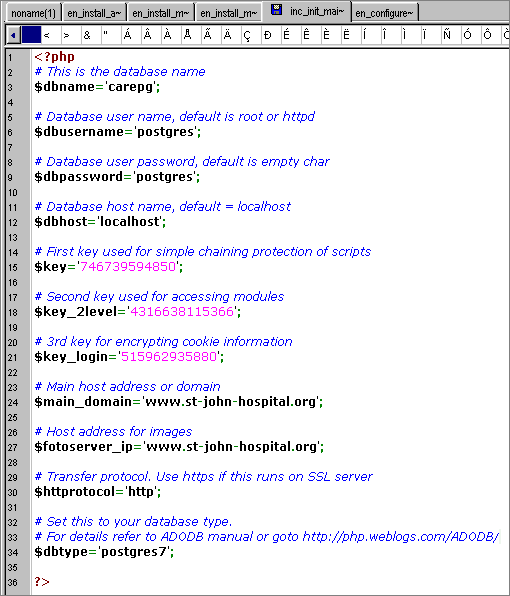 noname(1) en_install_a~ en_install_m~ en_install_m~ inc_init_mai~ en_configure~
< > & " Á Â À Å Ã Ä Ç Ð É Ê È Ë Í Î Ì Ï Ñ Ó Ô Ò
1 <?php
2 # This is the database name
3 $dbname='carepg';
4
5 # Database user name, default is root or httpd
6 $dbusername='postgres';
7
8 # Database user password, default is empty char
9 $dbpassword='postgres';
10
11 # Database host name, default = localhost
12 $dbhost='localhost';
13
14 # First key used for simple chaining protection of scripts
15 $key='746739594850';
16
17 # Second key used for accessing modules
18 $key_2level='4316638115366';
19
20 # 3rd key for encrypting cookie information
21 $key_login='515962935880';
22
23 # Main host address or domain
24 $main_domain='www.st-john-hospital.org';
25
26 # Host address for images
27 $fotoserver_ip='www.st-john-hospital.org';
28
29 # Transfer protocol. Use https if this runs on SSL server
30 $httprotocol='http';
31
32 # Set this to your database type.
33 # For details refer to ADODB manual or goto http://php.weblogs.com/ADODB/
34 $dbtype='postgres7';
35
36 ?>